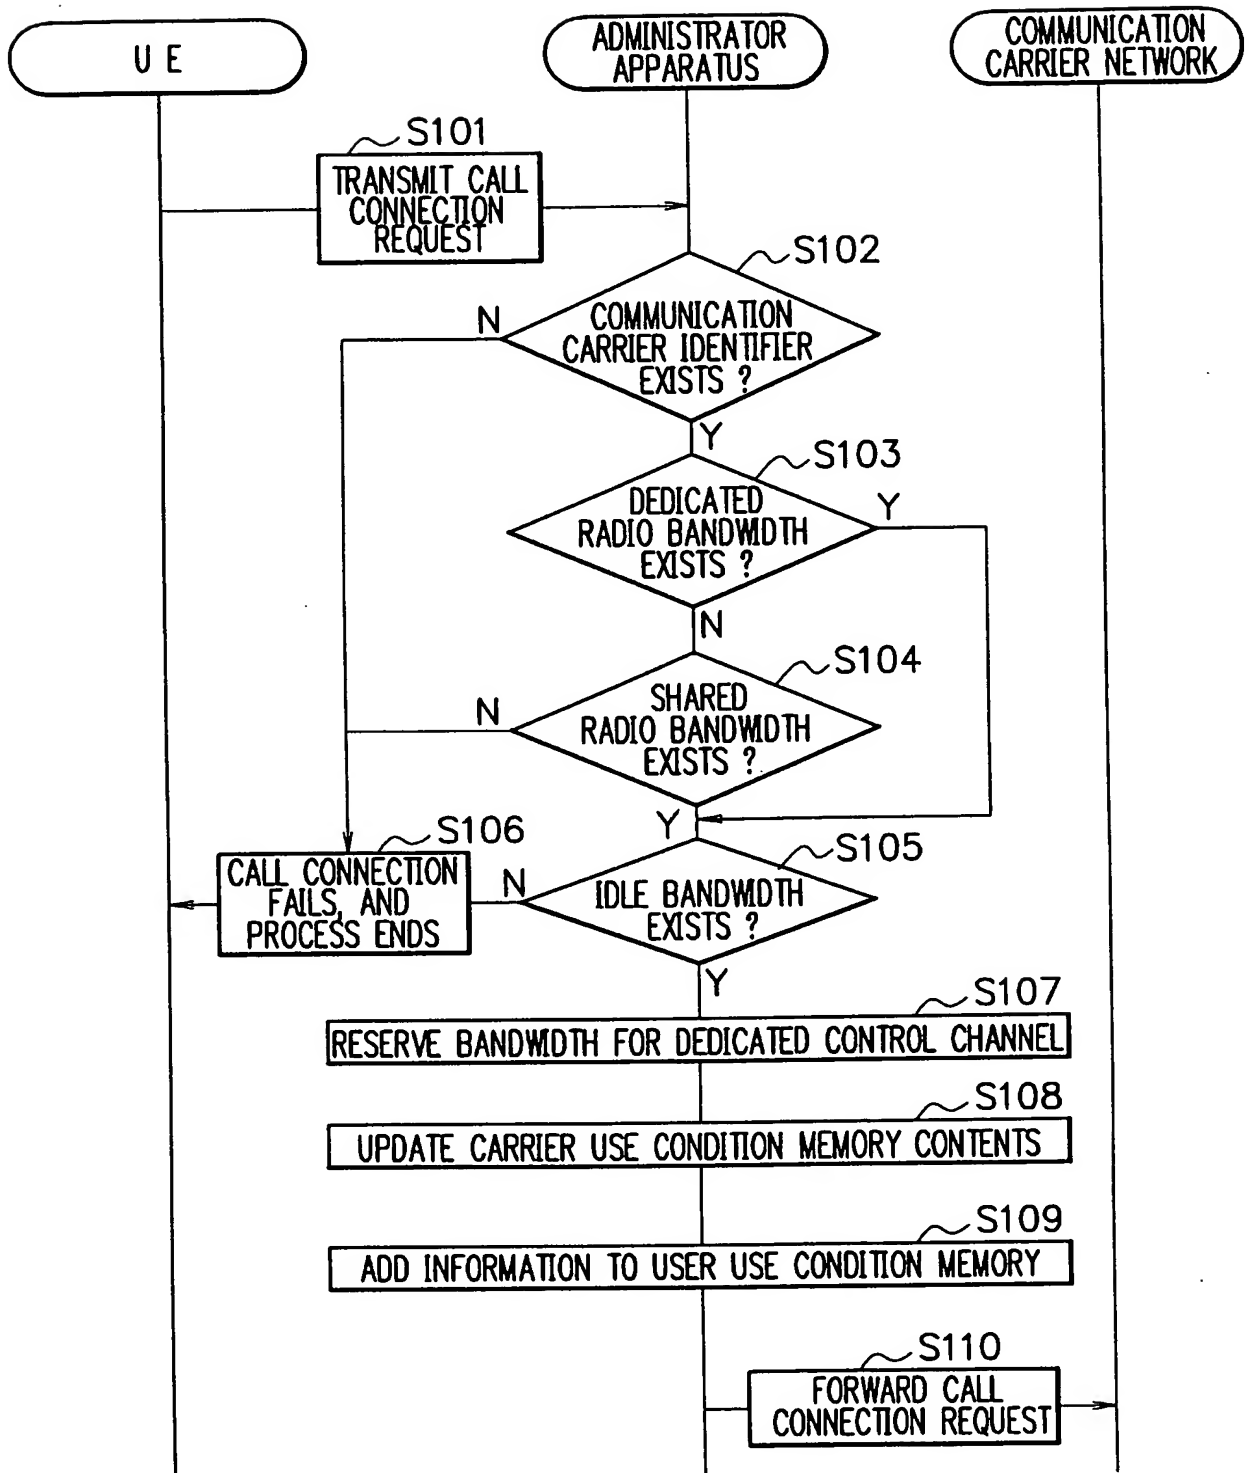 U E
ADMINISTRATOR
APPARATUS
COMMUNICATION
CARRIER NETWORK
S101
TRANSMIT CALL
CONNECTION
REQUEST
S102
N
COMMUNICATION
CARRIER IDENTIFIER
EXISTS ?
Y
S103
DEDICATED
RADIO BANDWIDTH
EXISTS ?
Y
N
S104
N
SHARED
RADIO BANDWIDTH
EXISTS ?
Y
S106
CALL CONNECTION
FAILS, AND
PROCESS ENDS
S105
N
IDLE BANDWIDTH
EXISTS ?
Y
S107
RESERVE BANDWIDTH FOR DEDICATED CONTROL CHANNEL
S108
UPDATE CARRIER USE CONDITION MEMORY CONTENTS
S109
ADD INFORMATION TO USER USE CONDITION MEMORY
S110
FORWARD CALL
CONNECTION REQUEST